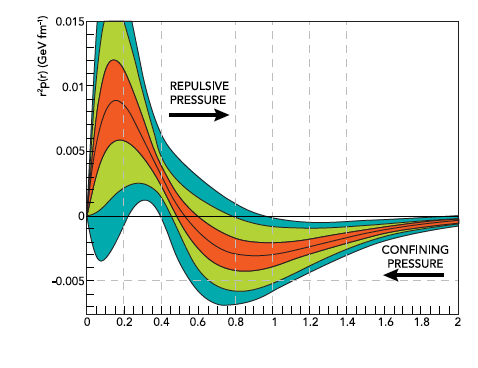 r²p(r) (GeV fm⁻¹)
0.015
0.01
0.005
0
-0.005
REPULSIVE
PRESSURE
CONFINING
PRESSURE
0 0.2 0.4 0.6 0.8 1 1.2 1.4 1.6 1.8 2